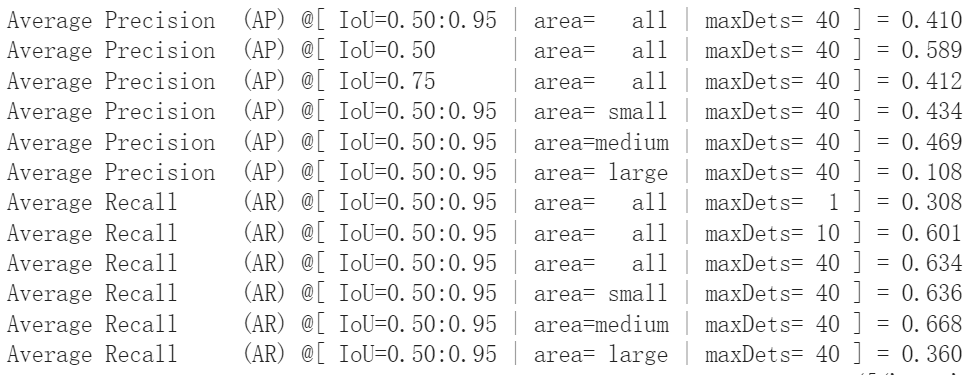 Average Precision  (AP) @[ IoU=0.50:0.95 | area=   all | maxDets= 40 ] = 0.410
Average Precision  (AP) @[ IoU=0.50      | area=   all | maxDets= 40 ] = 0.589
Average Precision  (AP) @[ IoU=0.75      | area=   all | maxDets= 40 ] = 0.412
Average Precision  (AP) @[ IoU=0.50:0.95 | area= small | maxDets= 40 ] = 0.434
Average Precision  (AP) @[ IoU=0.50:0.95 | area=medium | maxDets= 40 ] = 0.469
Average Precision  (AP) @[ IoU=0.50:0.95 | area= large | maxDets= 40 ] = 0.108
Average Recall     (AR) @[ IoU=0.50:0.95 | area=   all | maxDets=  1 ] = 0.308
Average Recall     (AR) @[ IoU=0.50:0.95 | area=   all | maxDets= 10 ] = 0.601
Average Recall     (AR) @[ IoU=0.50:0.95 | area=   all | maxDets= 40 ] = 0.634
Average Recall     (AR) @[ IoU=0.50:0.95 | area= small | maxDets= 40 ] = 0.636
Average Recall     (AR) @[ IoU=0.50:0.95 | area=medium | maxDets= 40 ] = 0.668
Average Recall     (AR) @[ IoU=0.50:0.95 | area= large | maxDets= 40 ] = 0.360